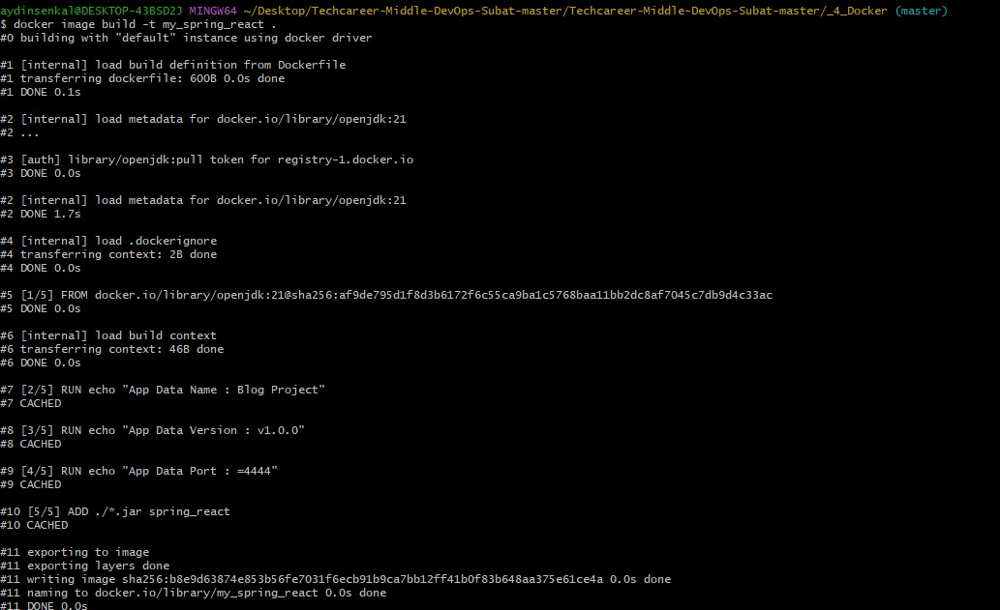 aydinsenkal@DESKTOP-43BSD2J MINGW64 ~/Desktop/Techcareer-Middle-DevOps-Subat-master/Techcareer-Middle-DevOps-Subat-master/_4_Docker (master)
$ docker image build -t my_spring_react .
#0 building with "default" instance using docker driver

#1 [internal] load build definition from Dockerfile
#1 transferring dockerfile: 600B 0.0s done
#1 DONE 0.1s

#2 [internal] load metadata for docker.io/library/openjdk:21
#2 ...

#3 [auth] library/openjdk:pull token for registry-1.docker.io
#3 DONE 0.0s

#2 [internal] load metadata for docker.io/library/openjdk:21
#2 DONE 1.7s

#4 [internal] load .dockerignore
#4 transferring context: 2B done
#4 DONE 0.0s

#5 [1/5] FROM docker.io/library/openjdk:21@sha256:af9de795d1f8d3b6172f6c55ca9ba1c5768baa11bb2dc8af7045c7db9d4c33ac
#5 DONE 0.0s

#6 [internal] load build context
#6 transferring context: 46B done
#6 DONE 0.0s

#7 [2/5] RUN echo "App Data Name : Blog Project"
#7 CACHED

#8 [3/5] RUN echo "App Data Version : v1.0.0"
#8 CACHED

#9 [4/5] RUN echo "App Data Port : =4444"
#9 CACHED

#10 [5/5] ADD ./*.jar spring_react
#10 CACHED

#11 exporting to image
#11 exporting layers done
#11 writing image sha256:b8e9d63874e853b56fe7031f6ecb91b9ca7bb12ff41b0f83b648aa375e61ce4a 0.0s done
#11 naming to docker.io/library/my_spring_react 0.0s done
#11 DONE 0.0s